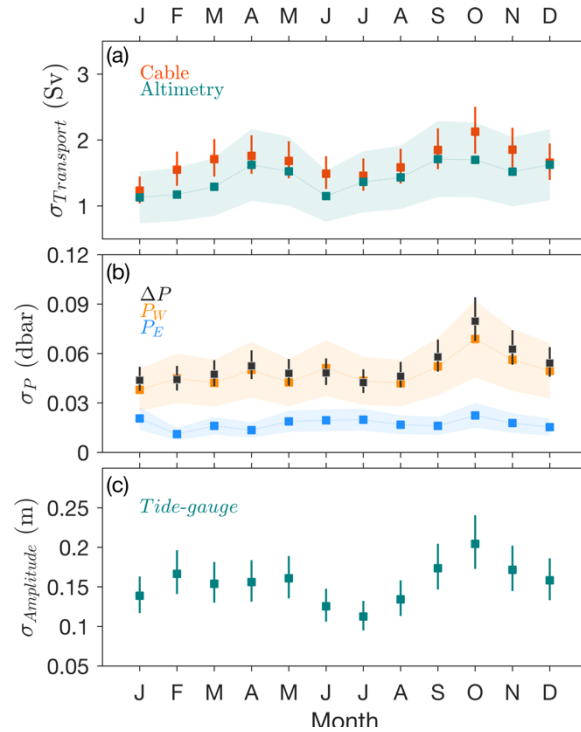 J F M A M J J A S O N D
(a)
Cable
Altimetry
σTransport (Sv)
3
2
1
(b)
ΔP
PW
PE
σP (dbar)
0.12
0.09
0.06
0.03
0
(c)
Tide-gauge
σAmplitude (m)
0.25
0.2
0.15
0.1
0.05
J F M A M J J A S O N D
Month